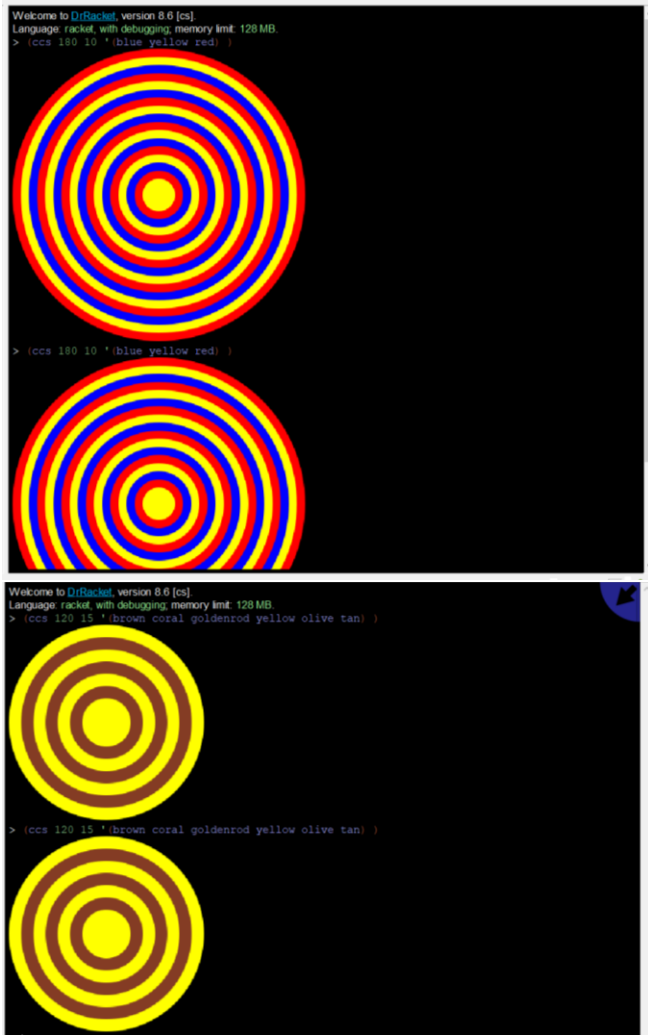 Welcome to DrRacket, version 8.6 [cs].
Language: racket, with debugging; memory limit: 128 MB.
> (ccs 180 10 '(blue yellow red) )
> (ccs 180 10 '(blue yellow red) )
Welcome to DrRacket, version 8.6 [cs].
Language: racket, with debugging; memory limit: 128 MB.
> (ccs 120 15 '(brown coral goldenrod yellow olive tan) )
> (ccs 120 15 '(brown coral goldenrod yellow olive tan) )